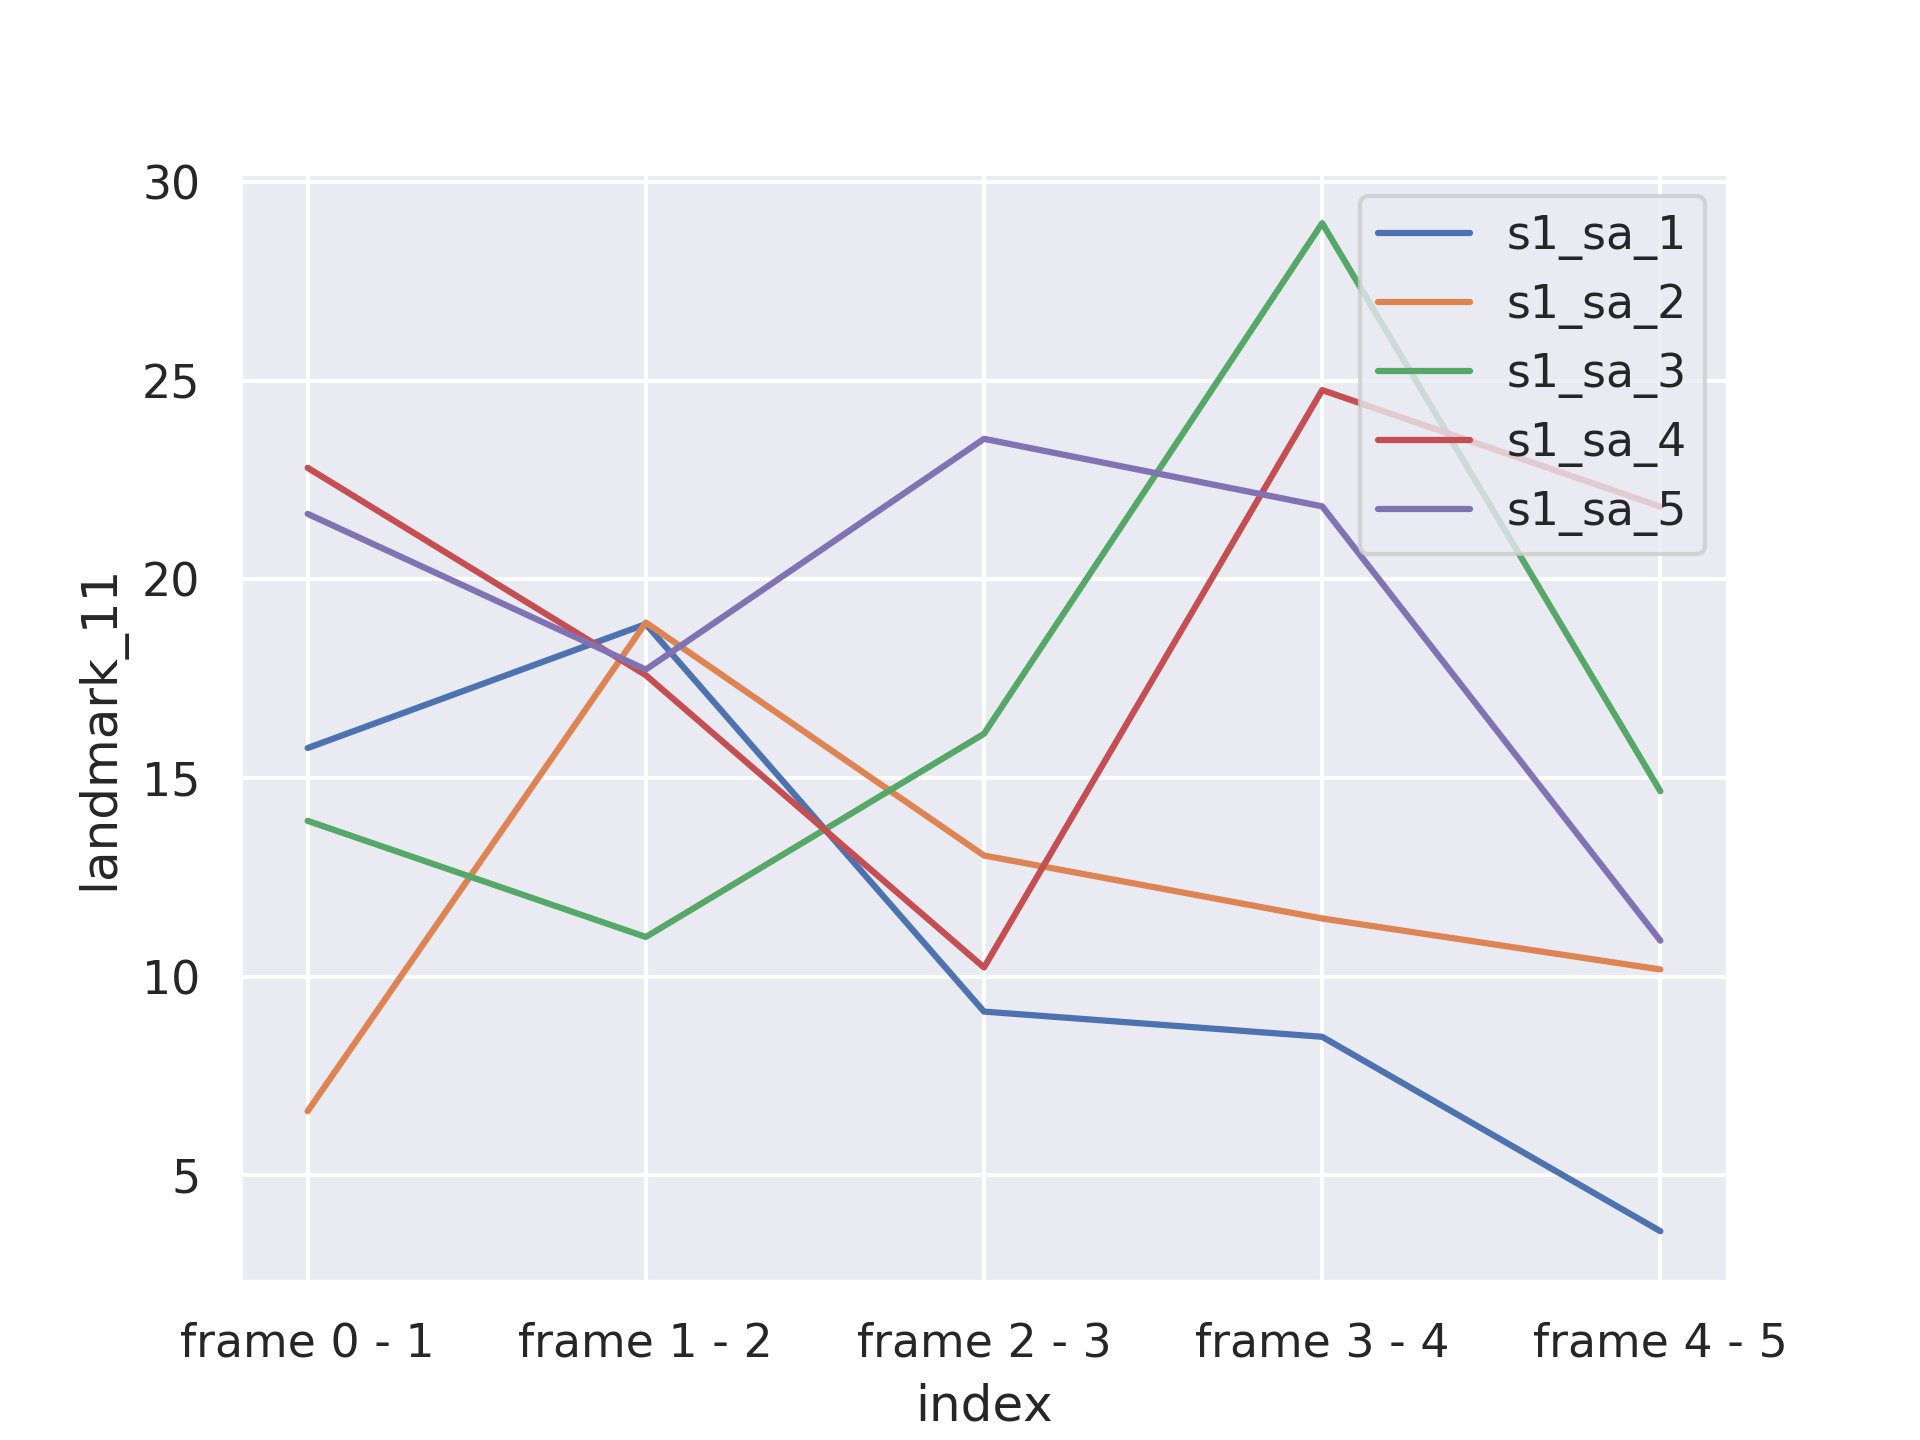 30
25
20
15
10
5
landmark_11
s1_sa_1
s1_sa_2
s1_sa_3
s1_sa_4
s1_sa_5
frame 0 - 1
frame 1 - 2
frame 2 - 3
frame 3 - 4
frame 4 - 5
index